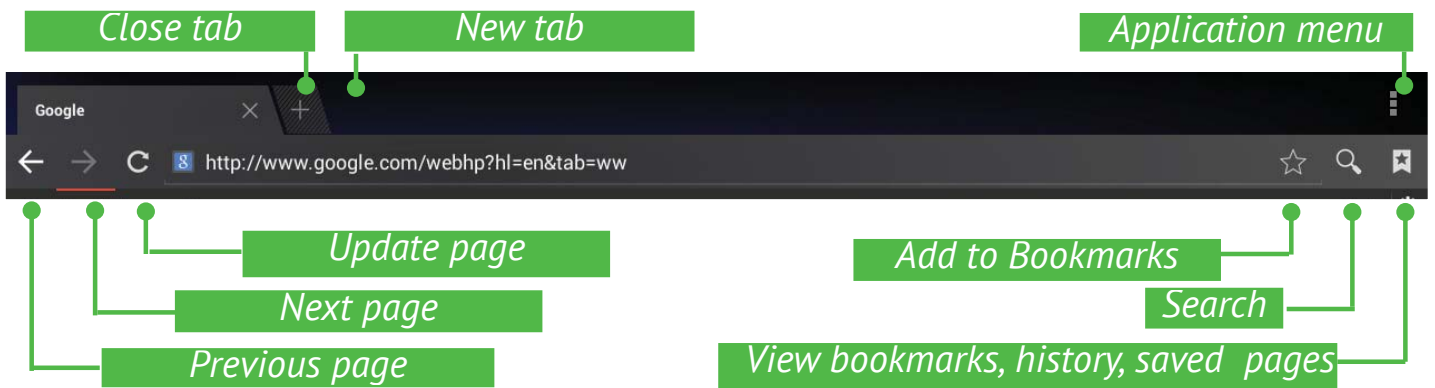 Close tab
New tab
Application menu
Google
8 http://www.google.com/webhp?hl=en&tab=ww
Update page
Add to Bookmarks
Next page
Search
Previous page
View bookmarks, history, saved pages